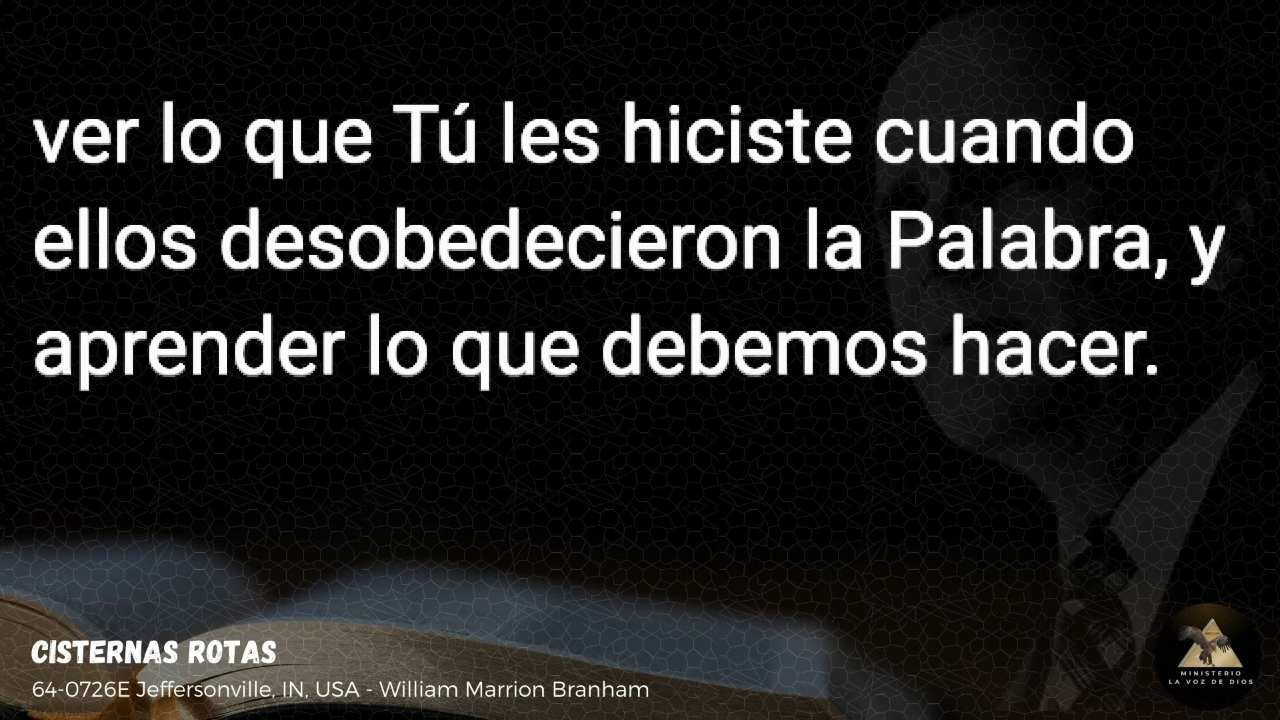 ver lo que Tú les hiciste cuando
ellos desobedecieron la Palabra, y
aprender lo que debemos hacer.
CISTERNAS ROTAS
64-0726E Jeffersonville, IN, USA - William Marrion Branham
MINISTERIO
LA VOZ DE DIOS